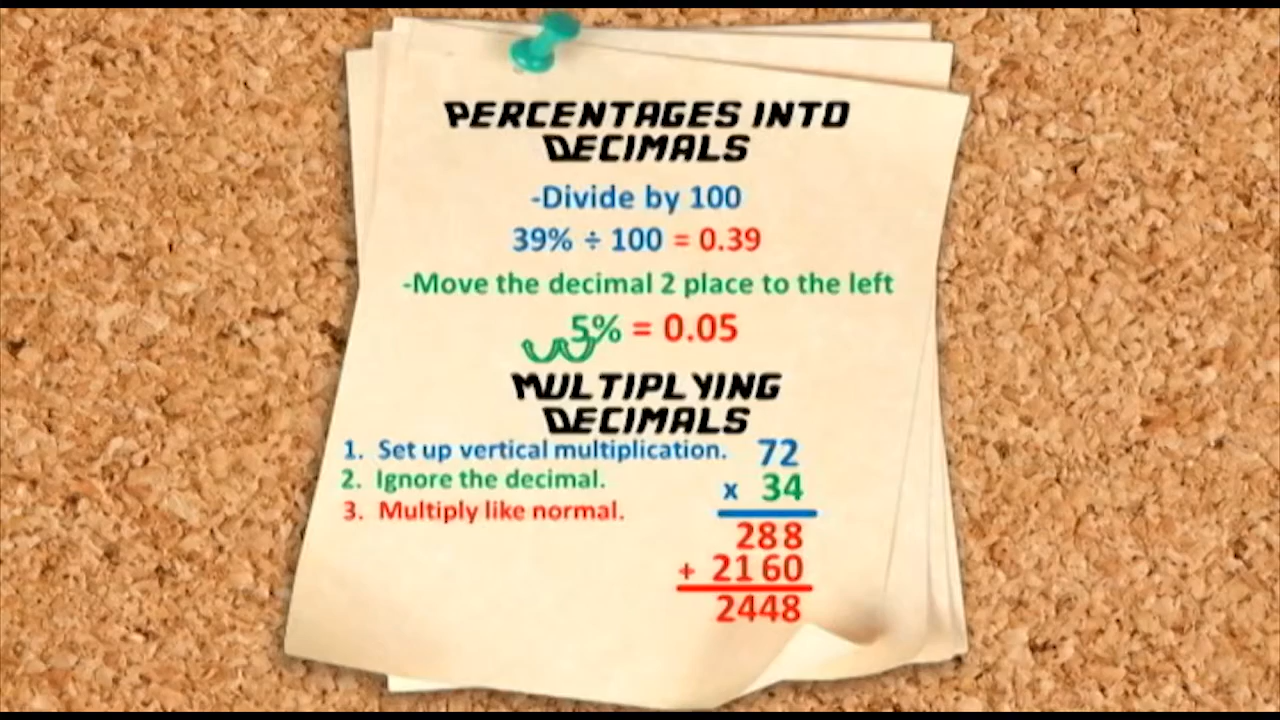 PERCENTAGES INTO
DECIMALS
-Divide by 100
39% ÷ 100 = 0.39
-Move the decimal 2 place to the left
5% = 0.05
MULTIPLYING
DECIMALS
1. Set up vertical multiplication. 72
2. Ignore the decimal. x 34
3. Multiply like normal.
288
+ 2160
2448